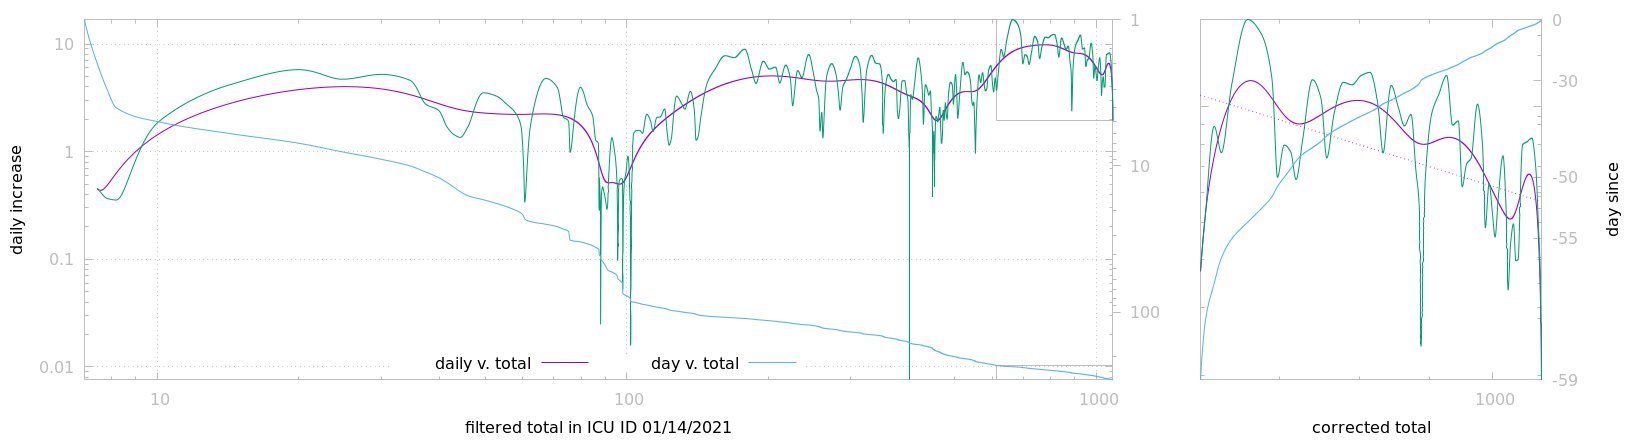 10
1
0.1
0.01
daily increase
10
100
1000
1
10
100
daily v. total
day v. total
filtered total in ICU ID 01/14/2021
0
-30
-50
-55
-59
day since
1000
corrected total